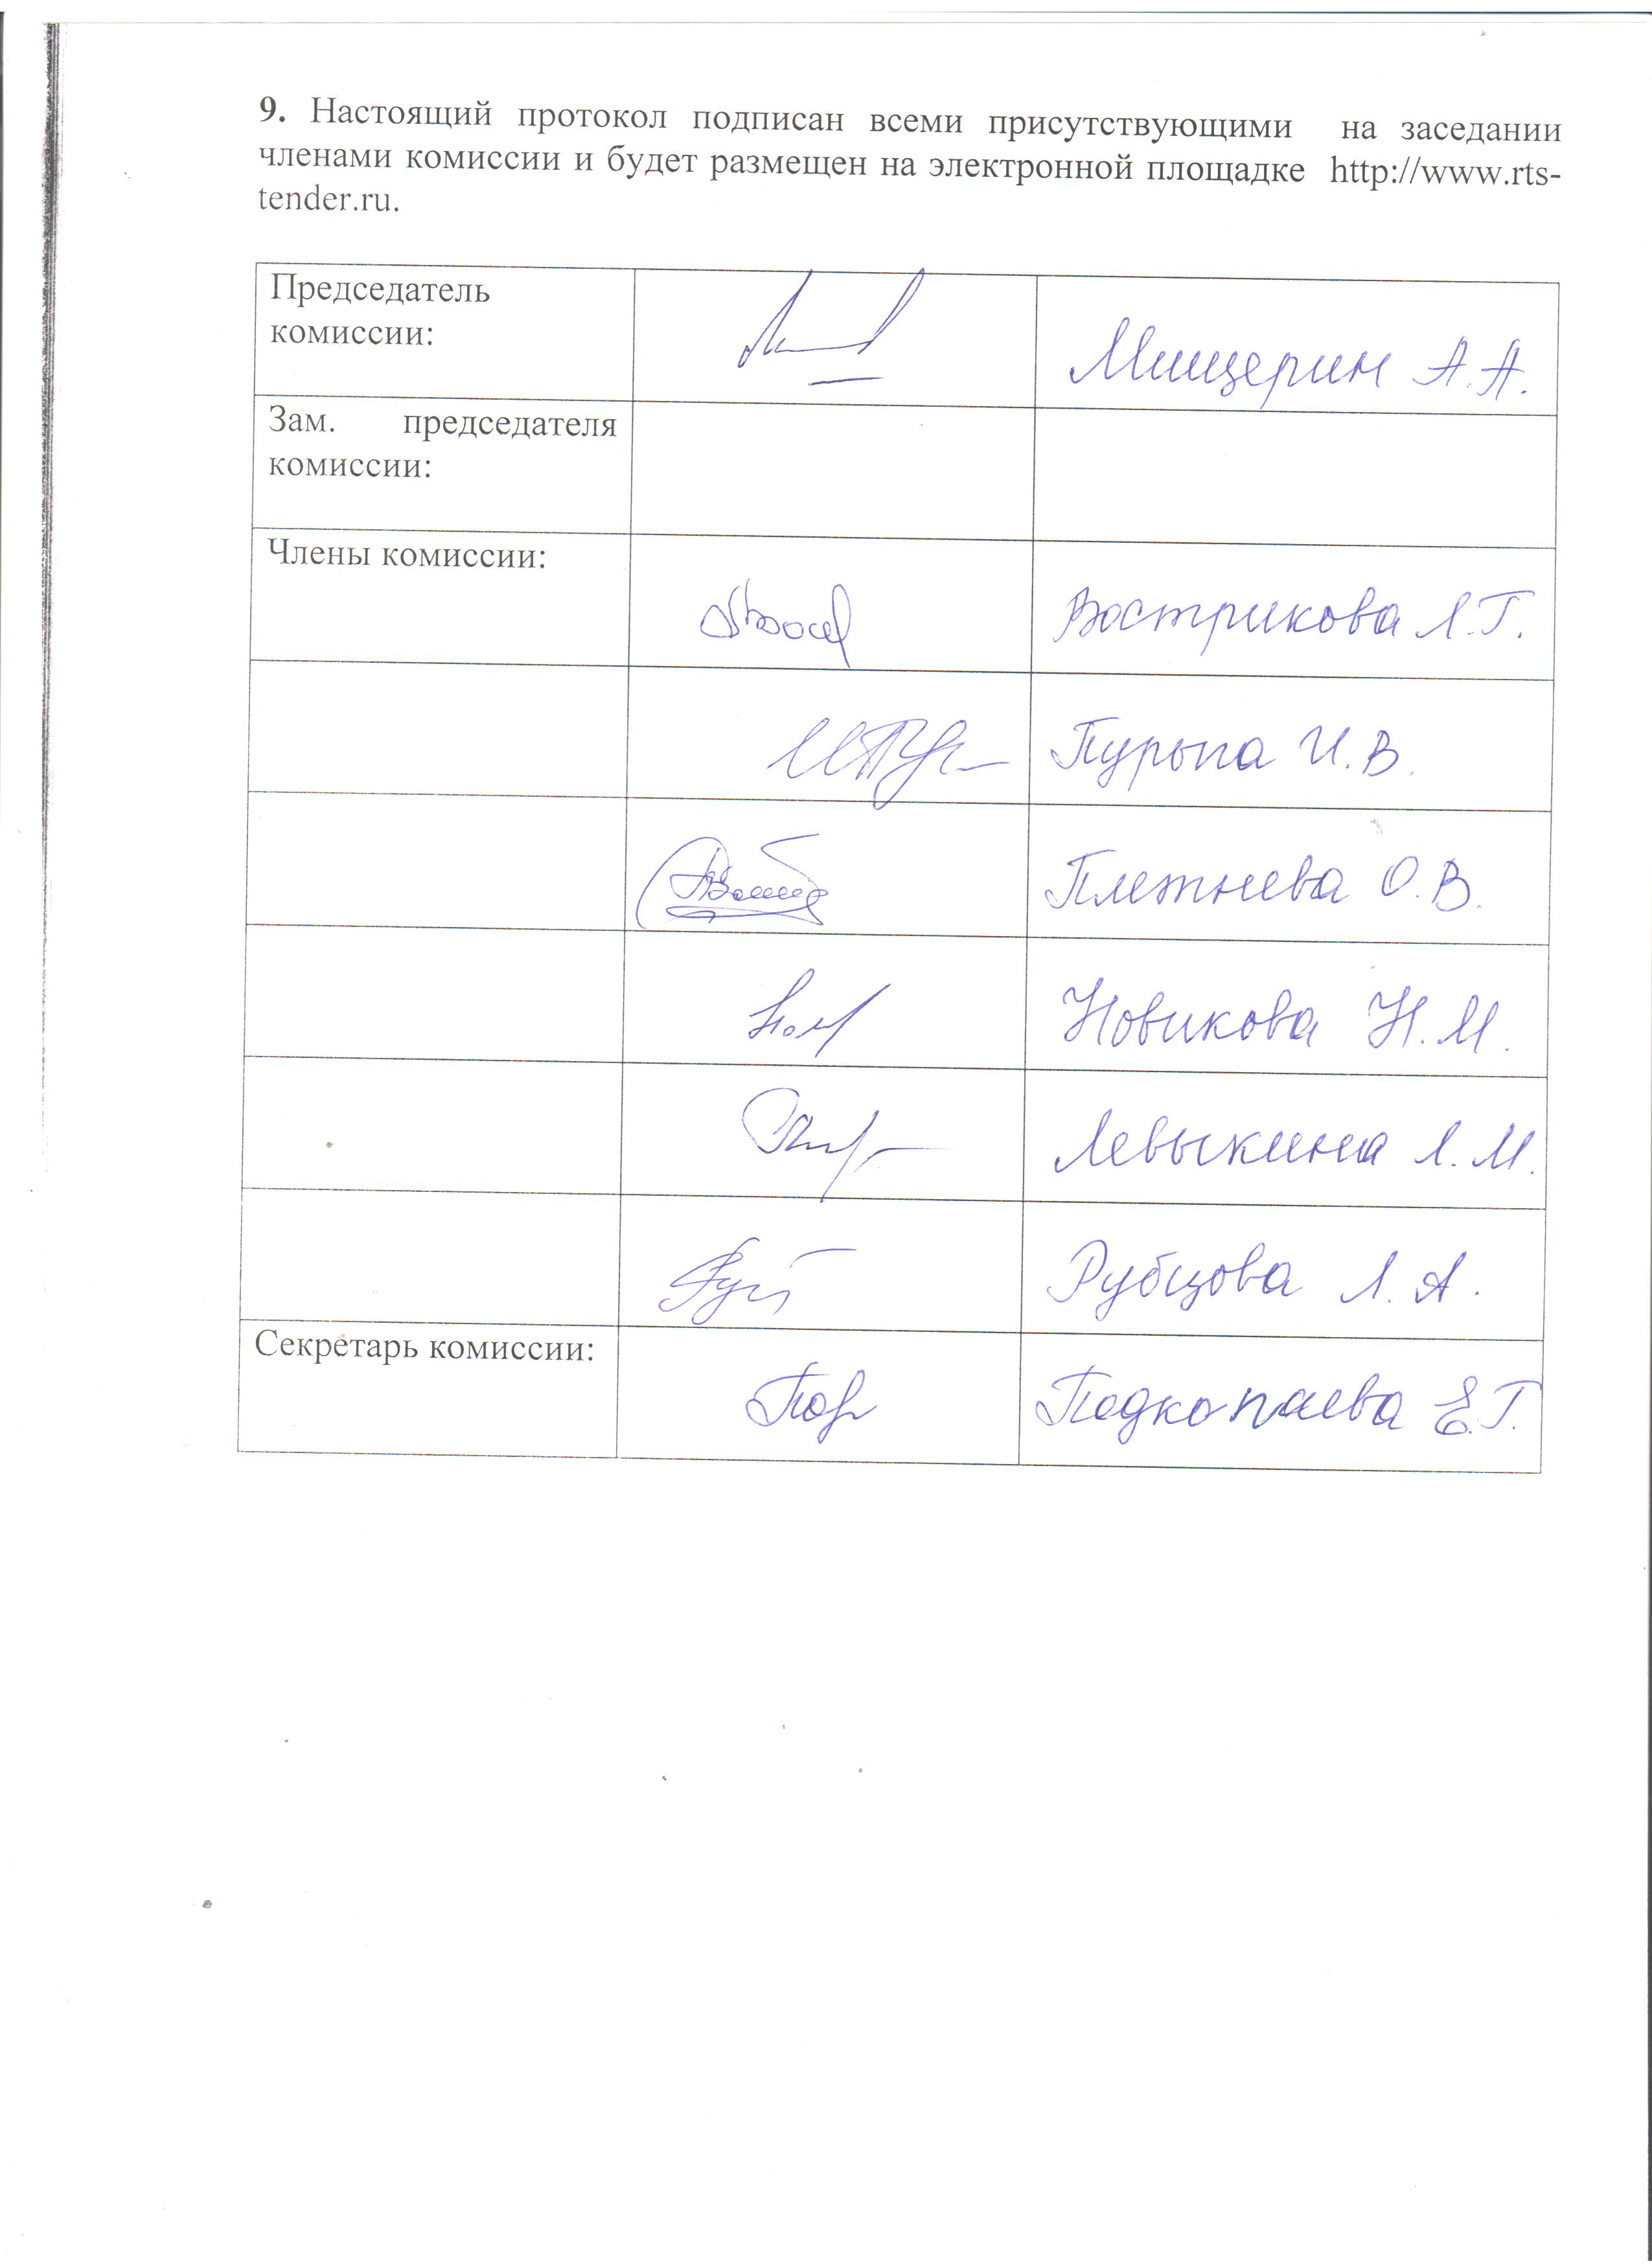 9. Настоящий протокол подписан всеми присутствующими на заседании
членами комиссии и будет размещен на электронной площадке http://www.rts-
tender.ru.
Председатель
комиссии:
Мищерин А.А.
Зам. председателя
комиссии:
Члены комиссии:
Вострикова Л.Г.
Пурыпа И.В.
Плетнева О.В.
Новикова Н.М.
Левыкина Л.М.
Рубцова Л.А.
Секретарь комиссии:
Подкопаева Е.Г.